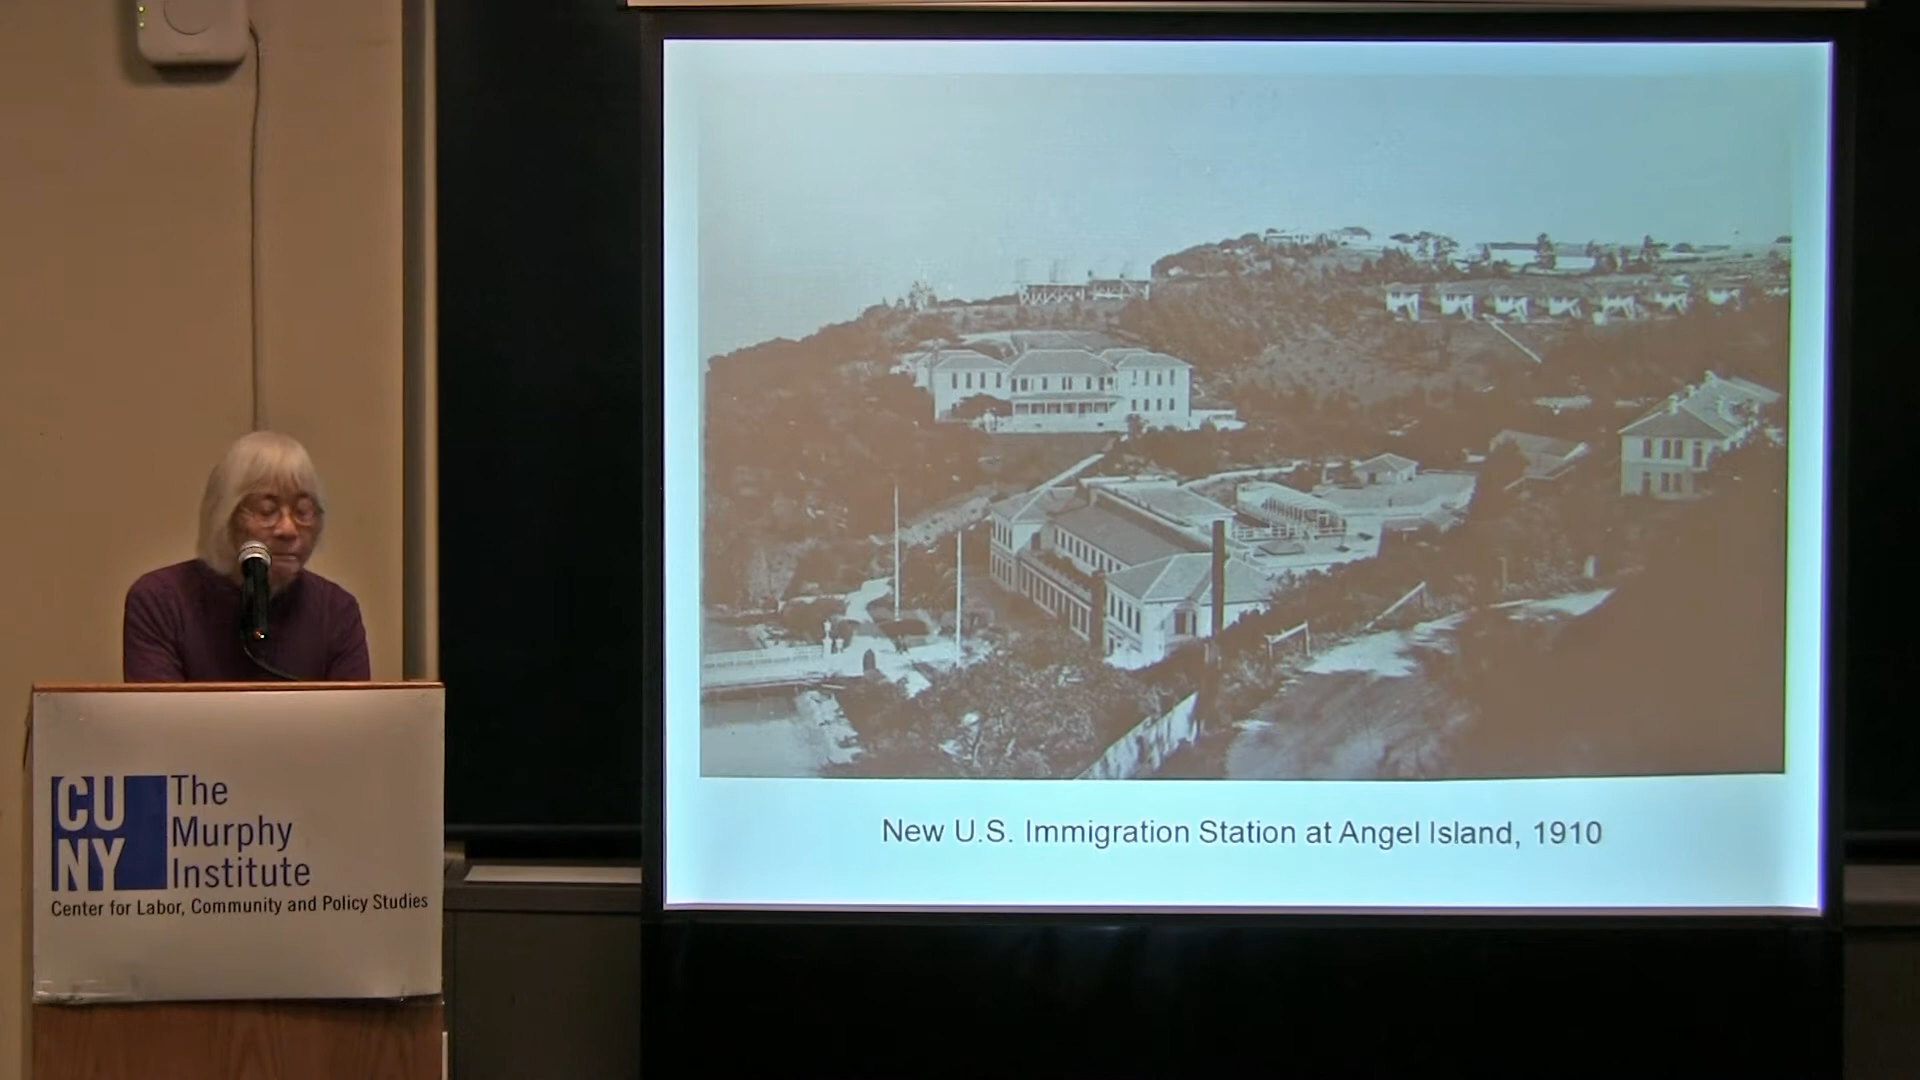 CU
NY
The
Murphy
Institute
Center for Labor, Community and Policy Studies
New U.S. Immigration Station at Angel Island, 1910